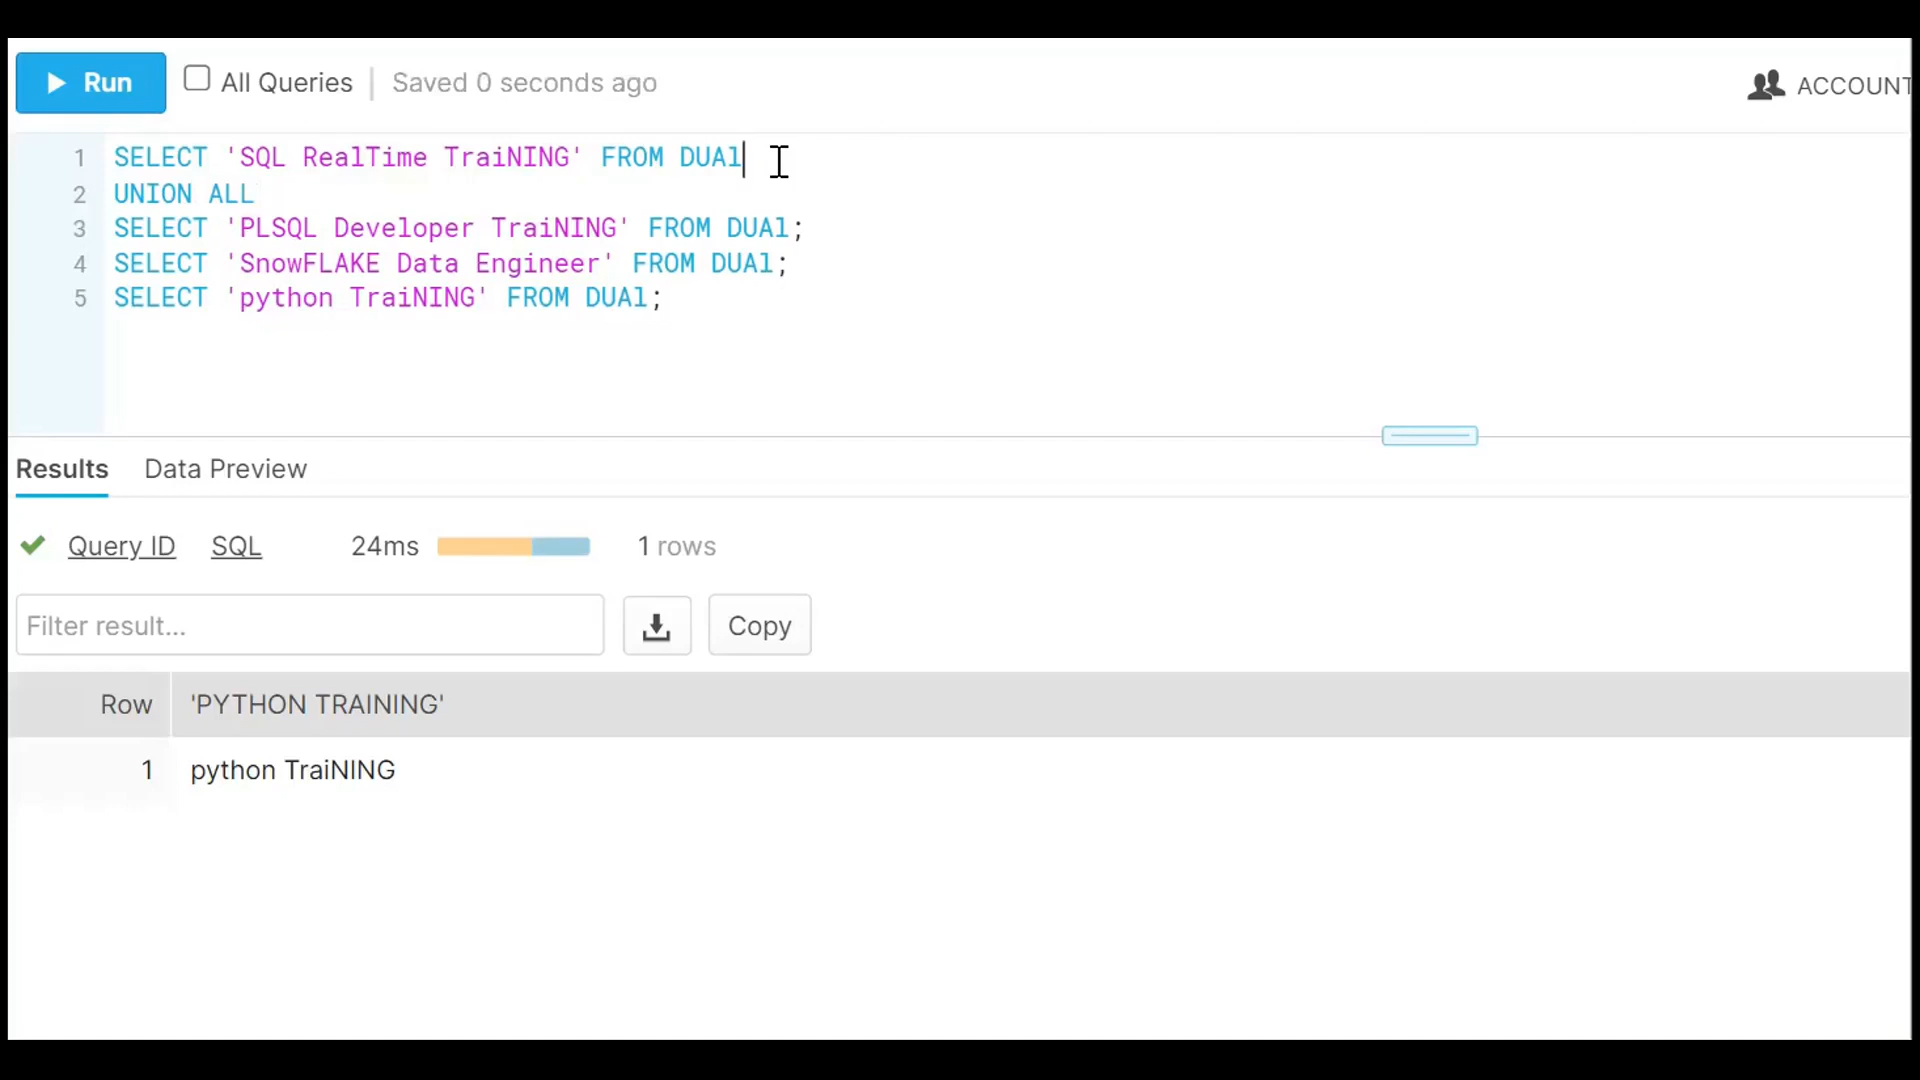 Run All Queries Saved 0 seconds ago ACCOUNT
1 SELECT 'SQL RealTime TraiNING' FROM DUAl
2 UNION ALL
3 SELECT 'PLSQL Developer TraiNING' FROM DUAl;
4 SELECT 'SnowFLAKE Data Engineer' FROM DUAl;
5 SELECT 'python TraiNING' FROM DUAl;
Results Data Preview
Query ID SQL 24ms 1 rows
Filter result... Copy
Row 'PYTHON TRAINING'
1 python TraiNING